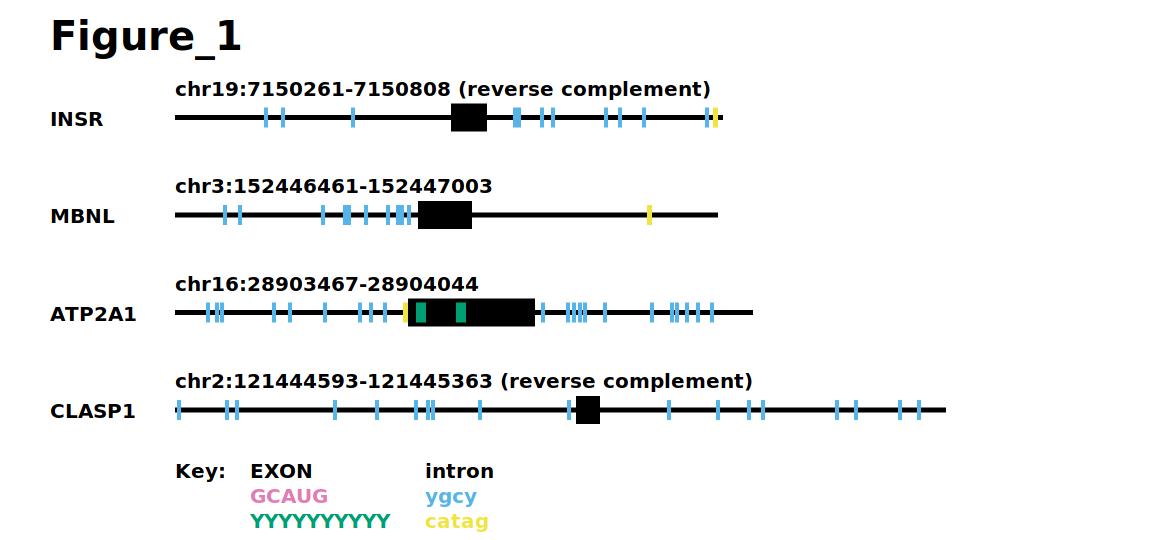 Figure_1
chr19:7150261-7150808 (reverse complement)
INSR
chr3:152446461-152447003
MBNL
chr16:28903467-28904044
ATP2A1
chr2:121444593-121445363 (reverse complement)
CLASP1
Key: EXON intron
GCAUG ygcy
YYYYYYYYYY catag